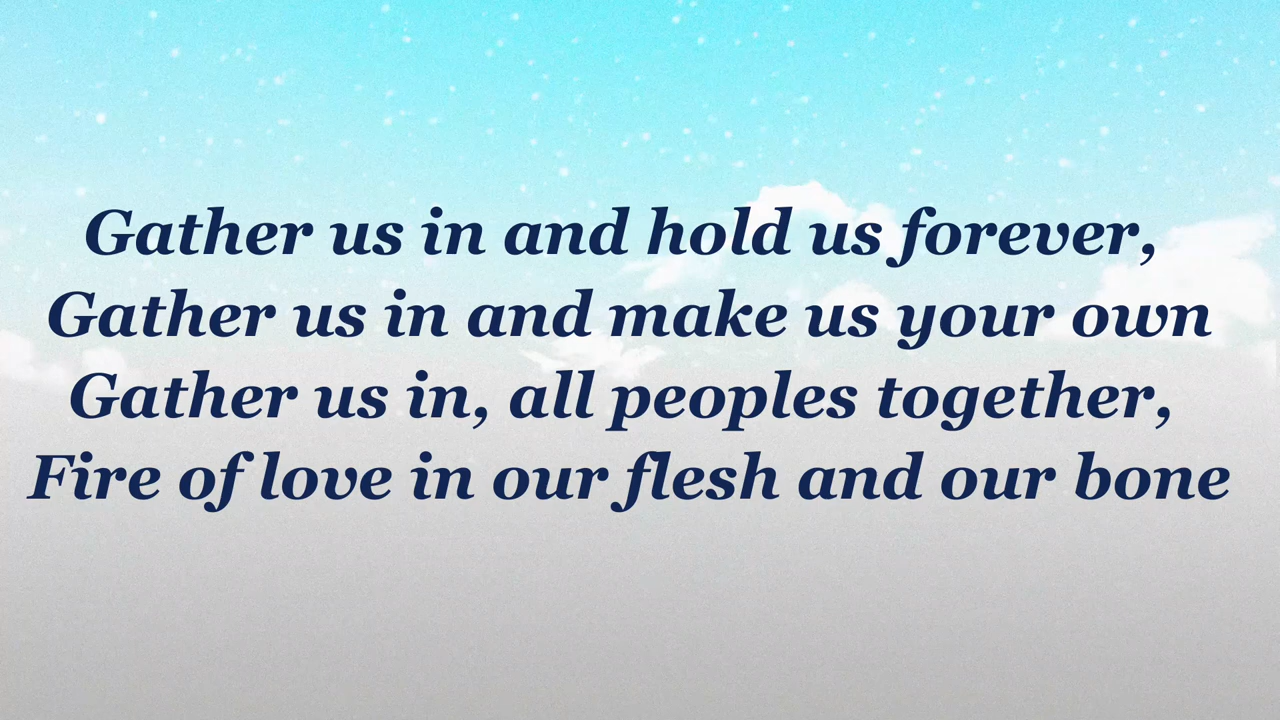 Gather us in and hold us forever,
Gather us in and make us your own
Gather us in, all peoples together,
Fire of love in our flesh and our bone